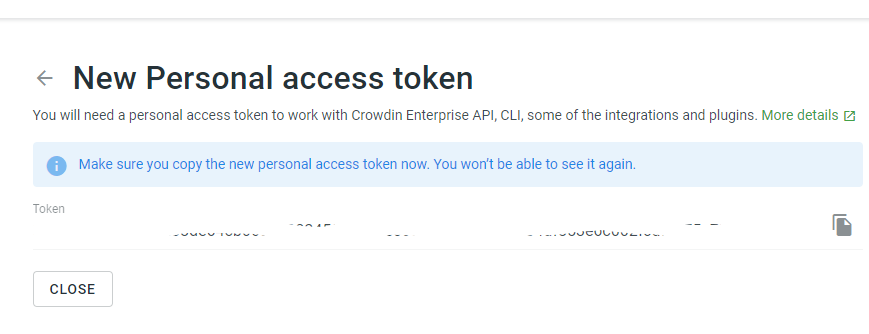 New Personal access token
You will need a personal access token to work with Crowdin Enterprise API, CLI, some of the integrations and plugins. More details
Make sure you copy the new personal access token now. You won't be able to see it again.
Token
CLOSE